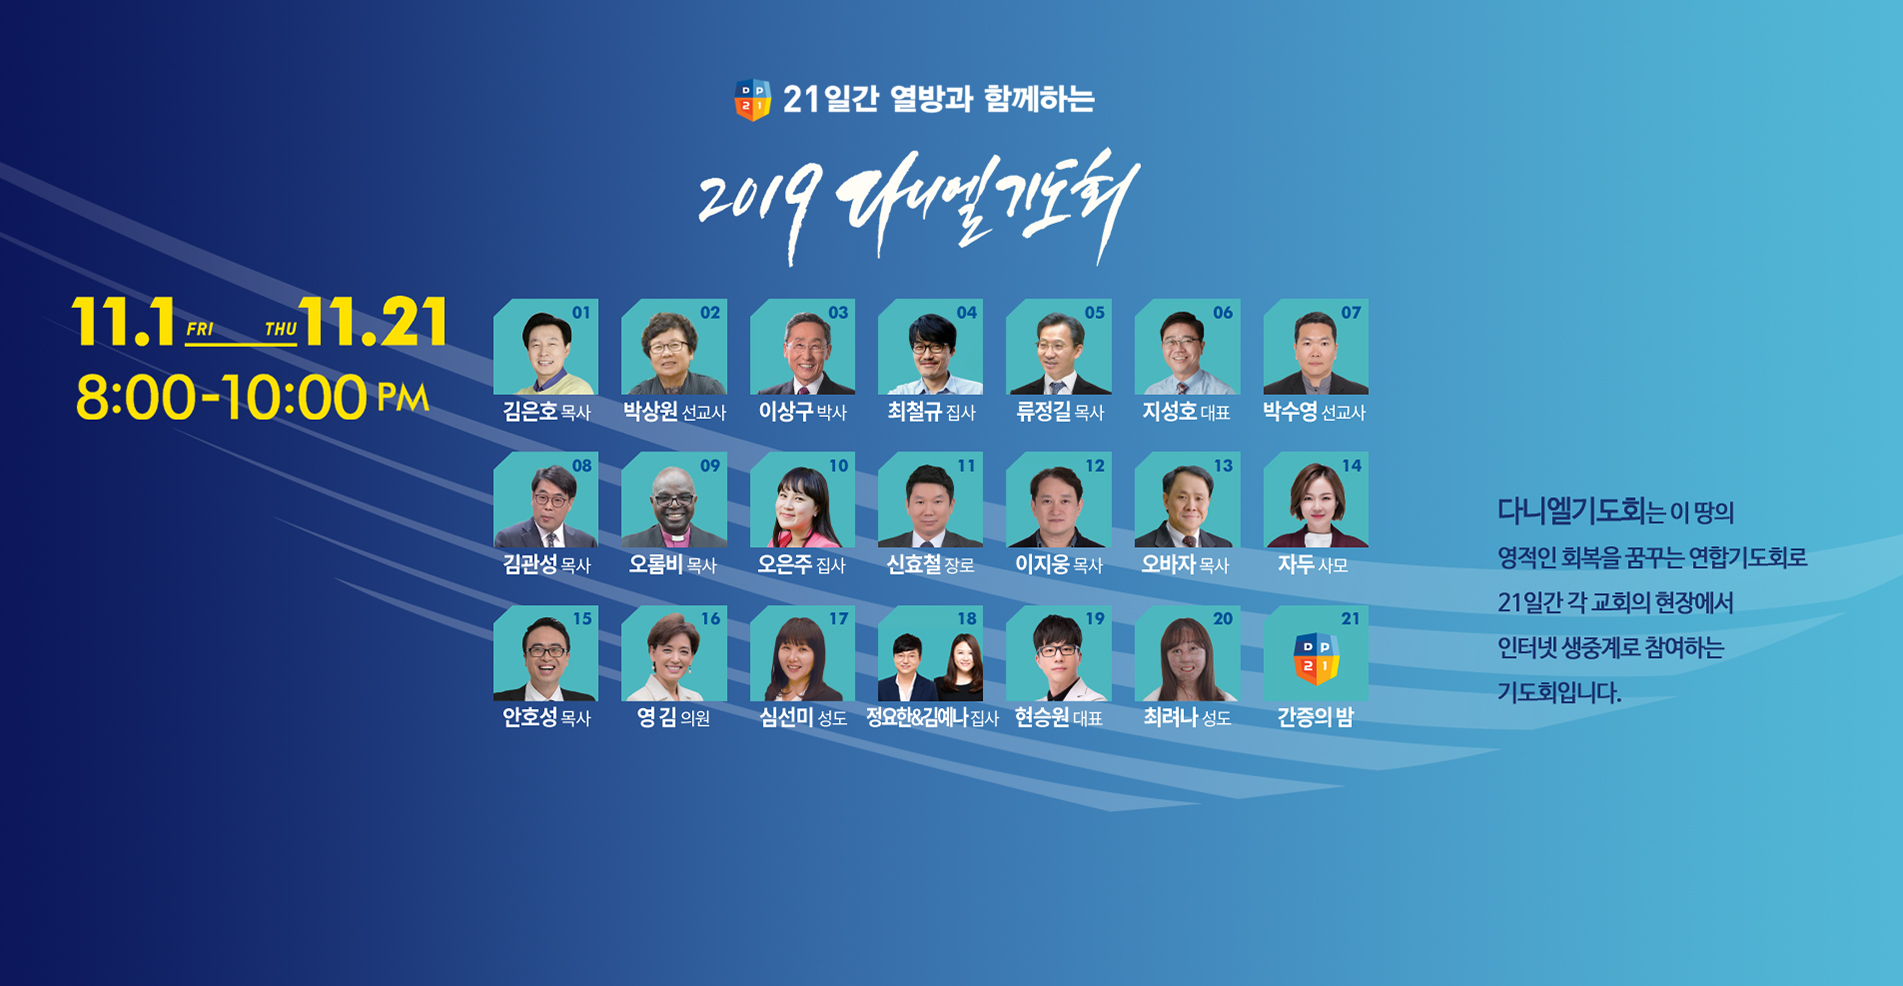 DP
21
21일간 열방과 함께하는
2019 다니엘기도회
11.1 FRI THU 11.21
8:00-10:00 PM
01 02 03 04 05 06 07
김은호 목사 박상원 선교사 이상구 박사 최철규 집사 류정길 목사 지성호 대표 박수영 선교사
08 09 10 11 12 13 14
김관성 목사 오롬비 목사 오은주 집사 신효철 장로 이지웅 목사 오바자 목사 자두 사모
15 16 17 18 19 20 21
DP
21
안호성 목사 영 김 의원 심선미 성도 정요한&김예나 집사 현승원 대표 최려나 성도 간증의 밤
다니엘기도회는 이 땅의
영적인 회복을 꿈꾸는 연합기도회로
21일간 각 교회의 현장에서
인터넷 생중계로 참여하는
기도회입니다.